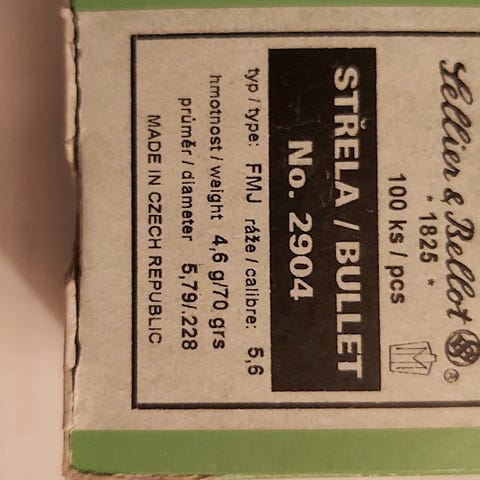 Sellier & Bellot ®
* 1825 *
100 ks / pcs
STŘELA / BULLET
No. 2904
typ / type: FMJ ráže / calibre: 5,6
hmotnost / weight 4,6 g/70 grs
průměr / diameter 5,79/.228
MADE IN CZECH REPUBLIC